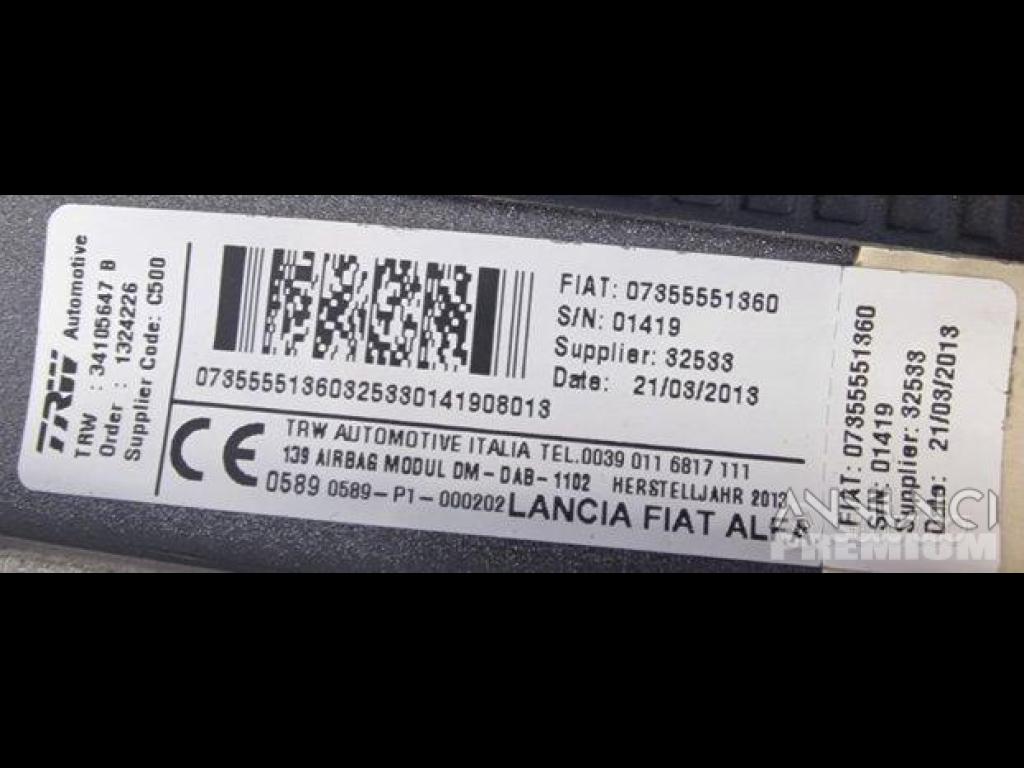 TRW Automotive
TRW : 34105647 B
Order : 1324226
Supplier Code: C500
07355551360325330141908013
FIAT: 07355551360
S/N: 01419
Supplier: 32533
Date: 21/03/2013
CE
TRW AUTOMOTIVE ITALIA TEL.0039 011 6817 111
139 AIRBAG MODUL DM-DAB-1102 HERSTELLJAHR 2013
0589 0589-P1-000202 LANCIA FIAT ALFA
FIAT: 07355551360
S/N: 01419
Supplier: 32533
Date: 21/03/2013
ANNUNCI
PREMIUM